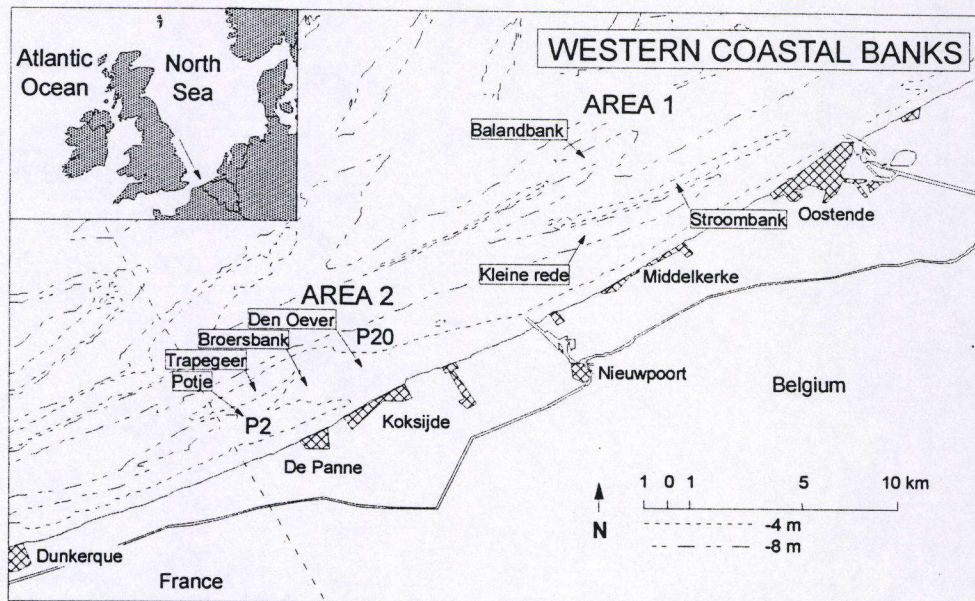 WESTERN COASTAL BANKS
Atlantic
Ocean
North
Sea
AREA 1
Balandbank
Oostende
Stroombank
Kleine rede
Middelkerke
AREA 2
Den Oever
P20
Broersbank
Trapegeer
Potje
P2
Nieuwpoort
Belgium
Koksijde
De Panne
1 0 1 5 10 km
N
-4 m
-8 m
Dunkerque
France